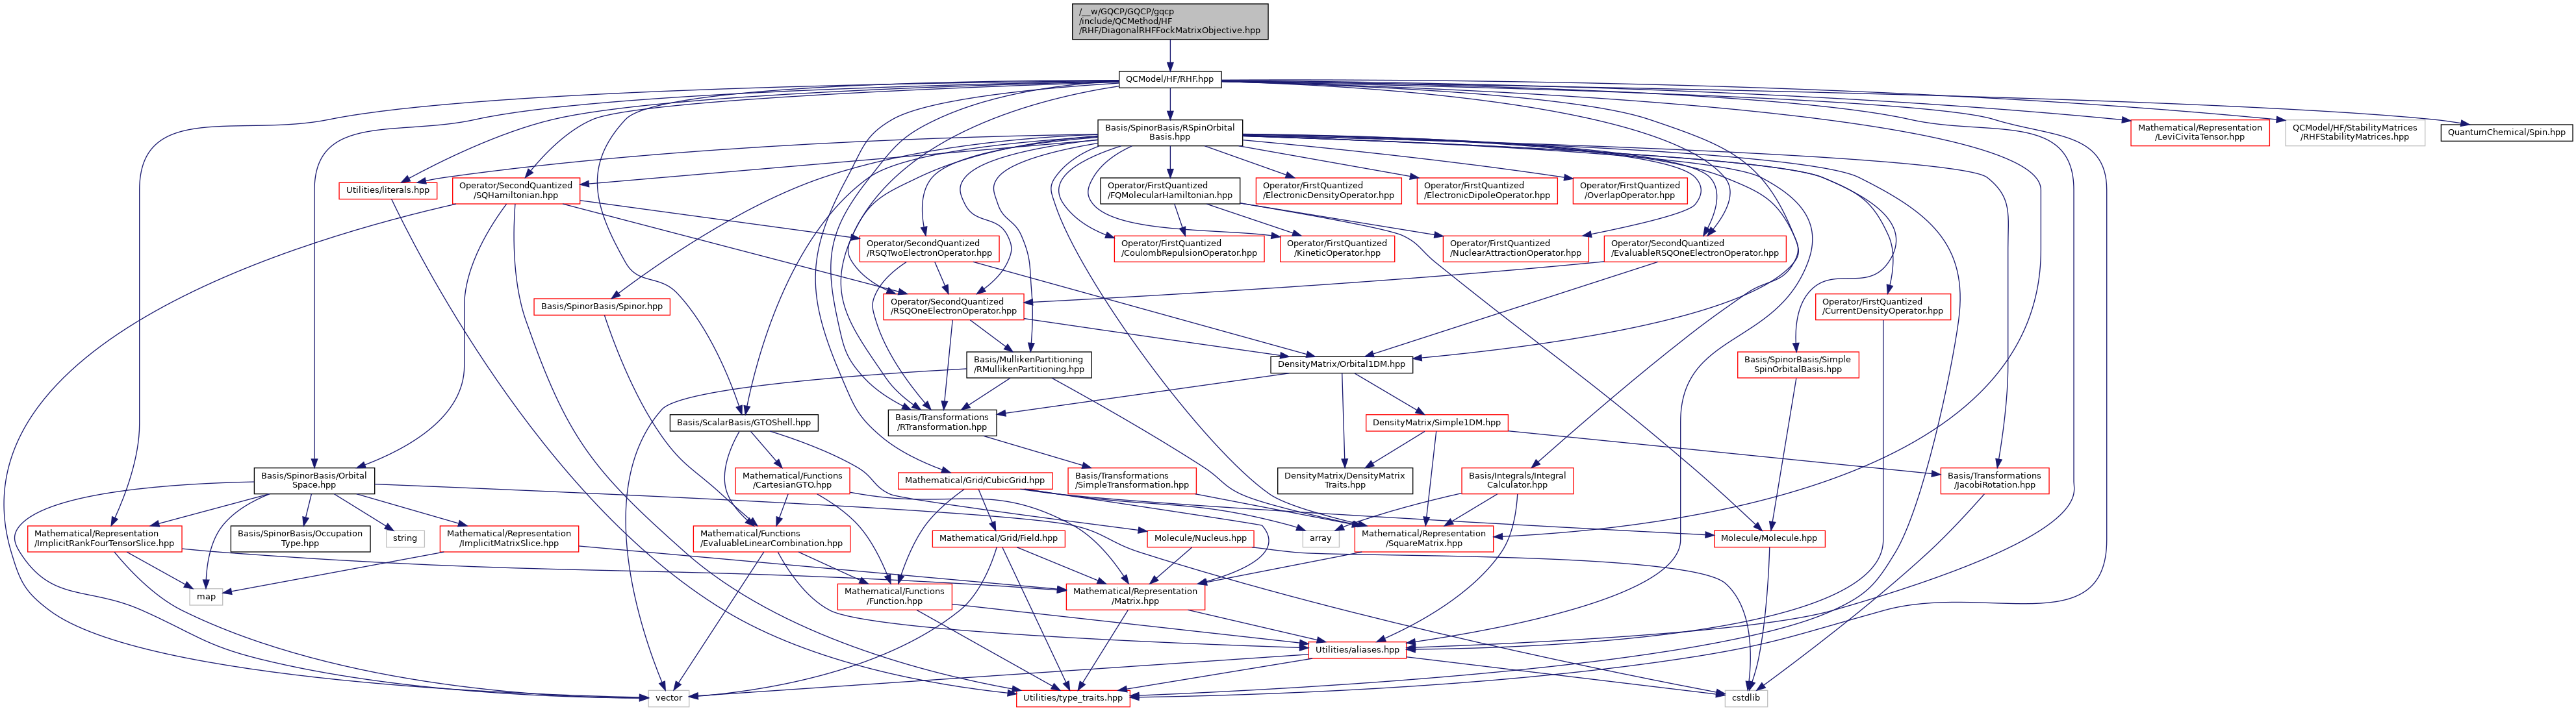 /__w/GQCP/GQCP/gqcp
/include/QCMethod/HF
/RHF/DiagonalRHFFockMatrixObjective.hpp
QCModel/HF/RHF.hpp
Basis/SpinorBasis/RSpinOrbital
Basis.hpp
Mathematical/Representation
/LeviCivitaTensor.hpp
QCModel/HF/StabilityMatrices
/RHFStabilityMatrices.hpp
QuantumChemical/Spin.hpp
Utilities/literals.hpp
Operator/SecondQuantized
/SQHamiltonian.hpp
Operator/FirstQuantized
/FQMolecularHamiltonian.hpp
Operator/FirstQuantized
/ElectronicDensityOperator.hpp
Operator/FirstQuantized
/ElectronicDipoleOperator.hpp
Operator/FirstQuantized
/OverlapOperator.hpp
Operator/SecondQuantized
/RSQTwoElectronOperator.hpp
Operator/FirstQuantized
/CoulombRepulsionOperator.hpp
Operator/FirstQuantized
/KineticOperator.hpp
Operator/FirstQuantized
/NuclearAttractionOperator.hpp
Operator/SecondQuantized
/EvaluableRSQOneElectronOperator.hpp
Basis/SpinorBasis/Spinor.hpp
Operator/SecondQuantized
/RSQOneElectronOperator.hpp
Operator/FirstQuantized
/CurrentDensityOperator.hpp
Basis/MullikenPartitioning
/RMullikenPartitioning.hpp
DensityMatrix/Orbital1DM.hpp
Basis/SpinorBasis/Simple
SpinOrbitalBasis.hpp
Basis/ScalarBasis/GTOShell.hpp
Basis/Transformations
/RTransformation.hpp
DensityMatrix/Simple1DM.hpp
Basis/SpinorBasis/Orbital
Space.hpp
Mathematical/Functions
/CartesianGTO.hpp
Mathematical/Grid/CubicGrid.hpp
Basis/Transformations
/SimpleTransformation.hpp
DensityMatrix/DensityMatrix
Traits.hpp
Basis/Integrals/Integral
Calculator.hpp
Basis/Transformations
/JacobiRotation.hpp
Mathematical/Representation
/ImplicitRankFourTensorSlice.hpp
Basis/SpinorBasis/Occupation
Type.hpp
string
Mathematical/Representation
/ImplicitMatrixSlice.hpp
Mathematical/Functions
/EvaluableLinearCombination.hpp
Mathematical/Grid/Field.hpp
Molecule/Nucleus.hpp
array
Mathematical/Representation
/SquareMatrix.hpp
Molecule/Molecule.hpp
map
Mathematical/Functions
/Function.hpp
Mathematical/Representation
/Matrix.hpp
Utilities/aliases.hpp
vector
Utilities/type_traits.hpp
cstdlib